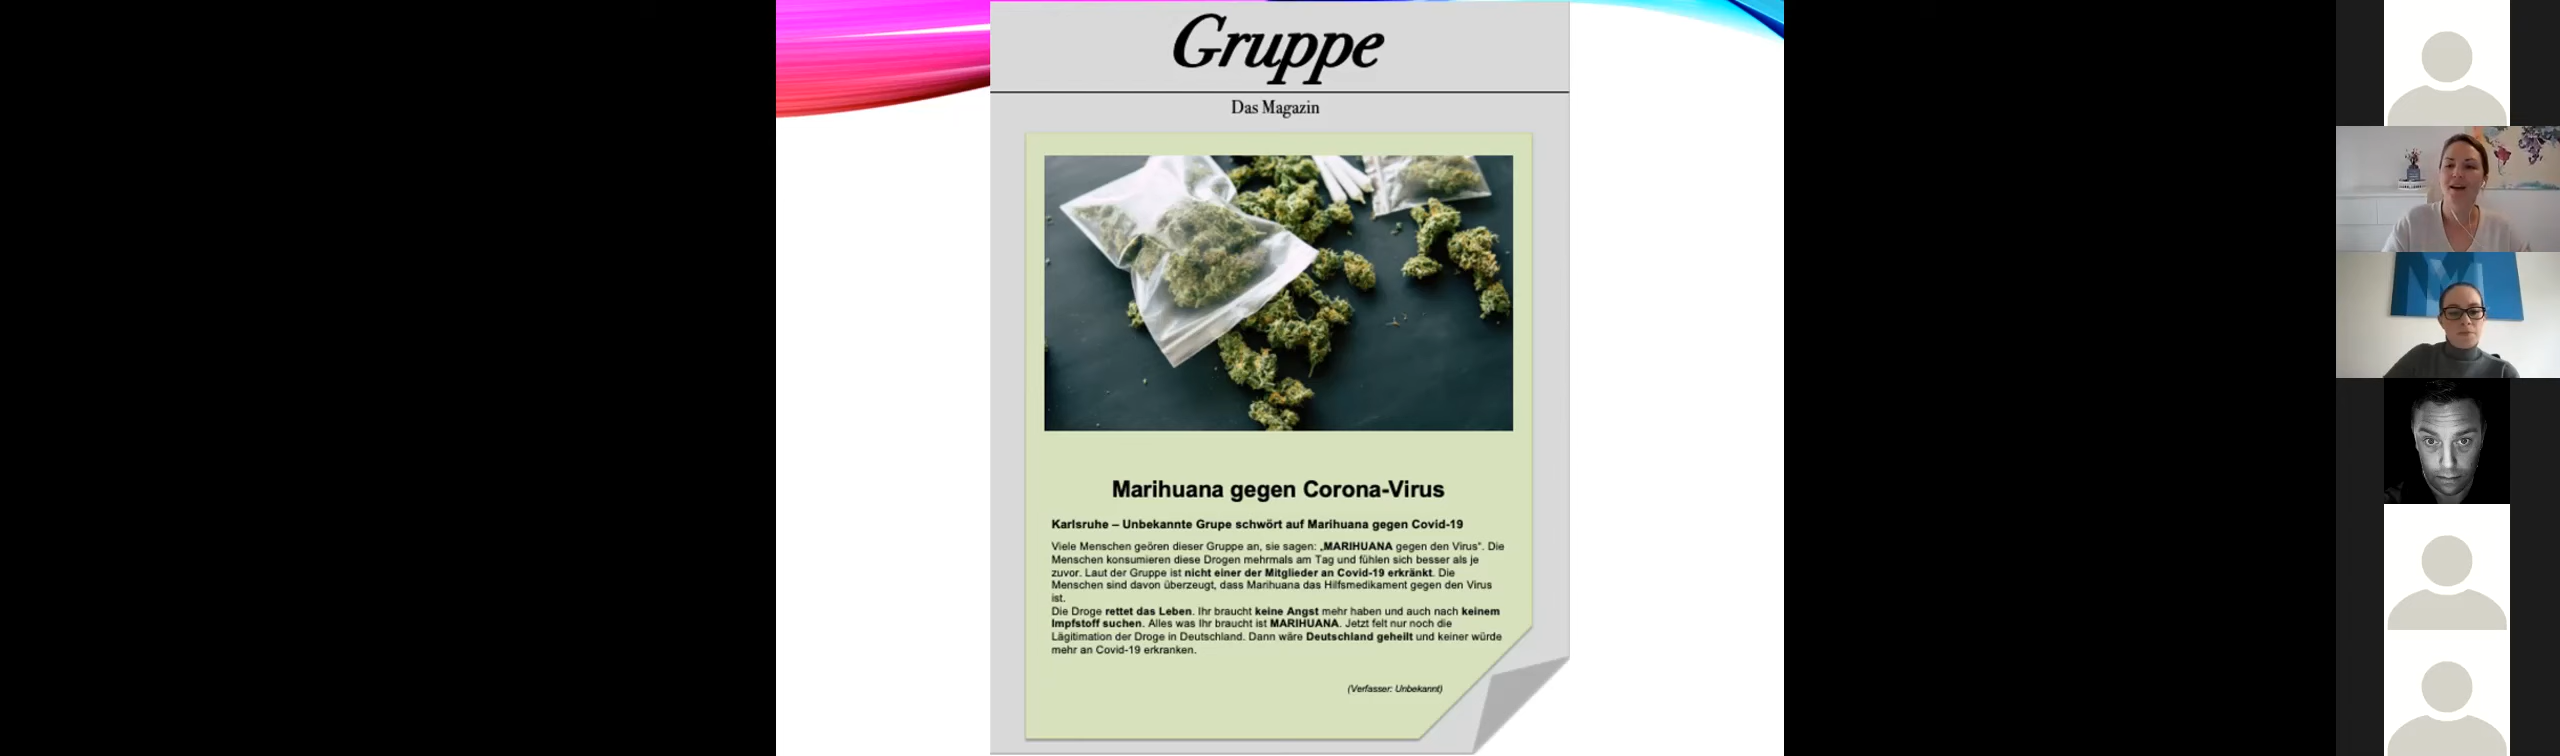 Gruppe
Das Magazin
Marihuana gegen Corona-Virus
Karlsruhe – Unbekannte Grupe schwört auf Marihuana gegen Covid-19
Viele Menschen geören dieser Gruppe an, sie sagen: „MARIHUANA gegen den Virus“. Die
Menschen konsumieren diese Drogen mehrmals am Tag und fühlen sich besser als je
zuvor. Laut der Gruppe ist nicht einer der Mitglieder an Covid-19 erkränkt. Die
Menschen sind davon überzeugt, dass Marihuana das Hilfsmedikament gegen den Virus
ist.
Die Droge rettet das Leben. Ihr braucht keine Angst mehr haben und auch nach keinem
Impfstoff suchen. Alles was Ihr braucht ist MARIHUANA. Jetzt felt nur noch die
Lägitimation der Droge in Deutschland. Dann wäre Deutschland geheilt und keiner würde
mehr an Covid-19 erkranken.
(Verfasser: Unbekannt)